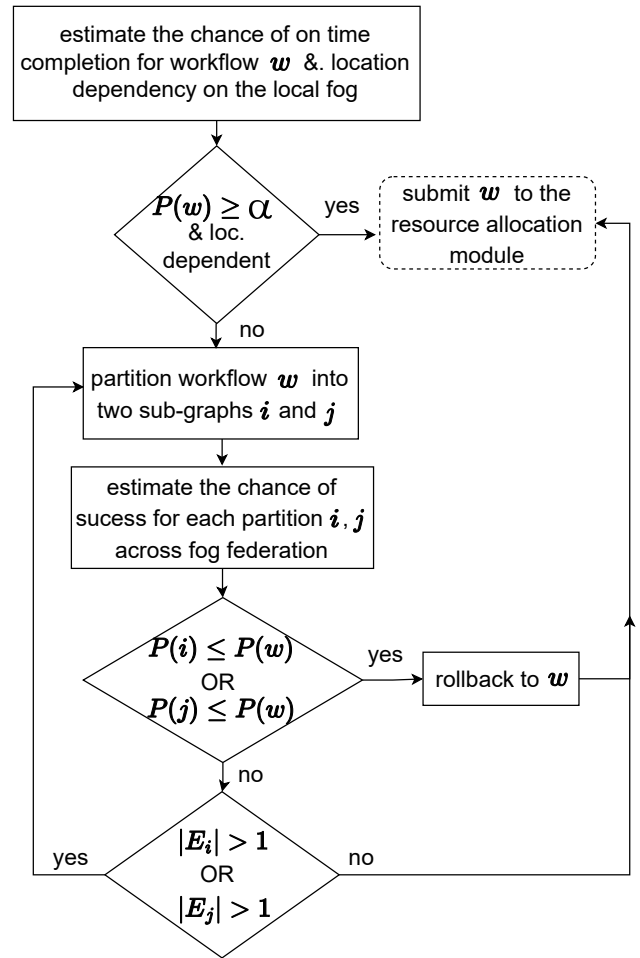 estimate the chance of on time
completion for workflow w &. location
dependency on the local fog
P(w) ≥ α
& loc.
dependent
yes
submit w to the
resource allocation
module
no
partition workflow w into
two sub-graphs i and j
estimate the chance of
sucess for each partition i, j
across fog federation
P(i) ≤ P(w)
OR
P(j) ≤ P(w)
yes
rollback to w
no
|E_i| > 1
OR
|E_j| > 1
yes
no